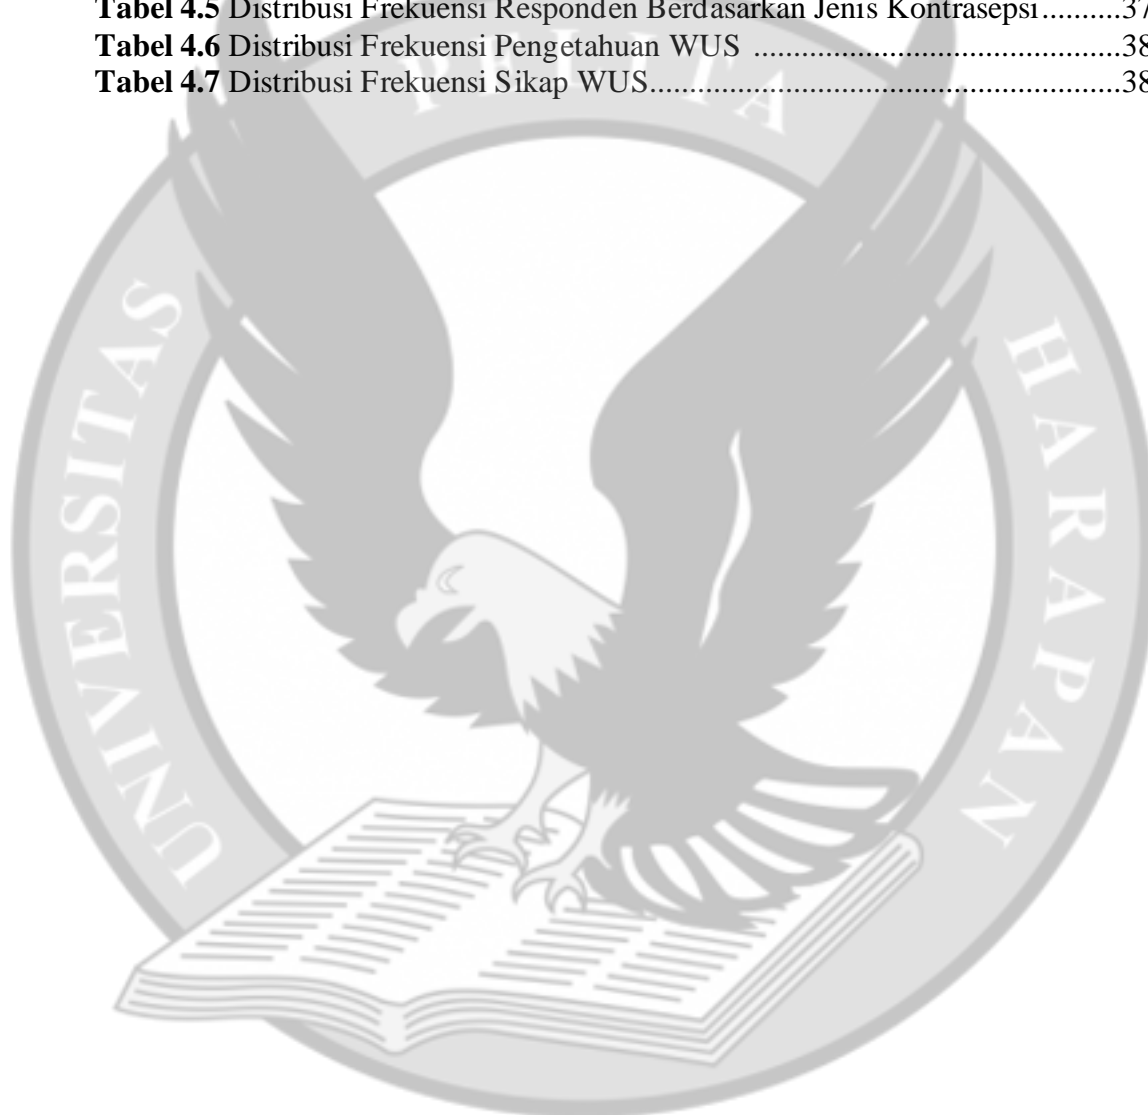 Tabel 4.5 Distribusi Frekuensi Responden Berdasarkan Jenis Kontrasepsi..........37
Tabel 4.6 Distribusi Frekuensi Pengetahuan WUS ..............................................38
Tabel 4.7 Distribusi Frekuensi Sikap WUS...........................................................38
UNIVERSITAS PELITA HARAPAN